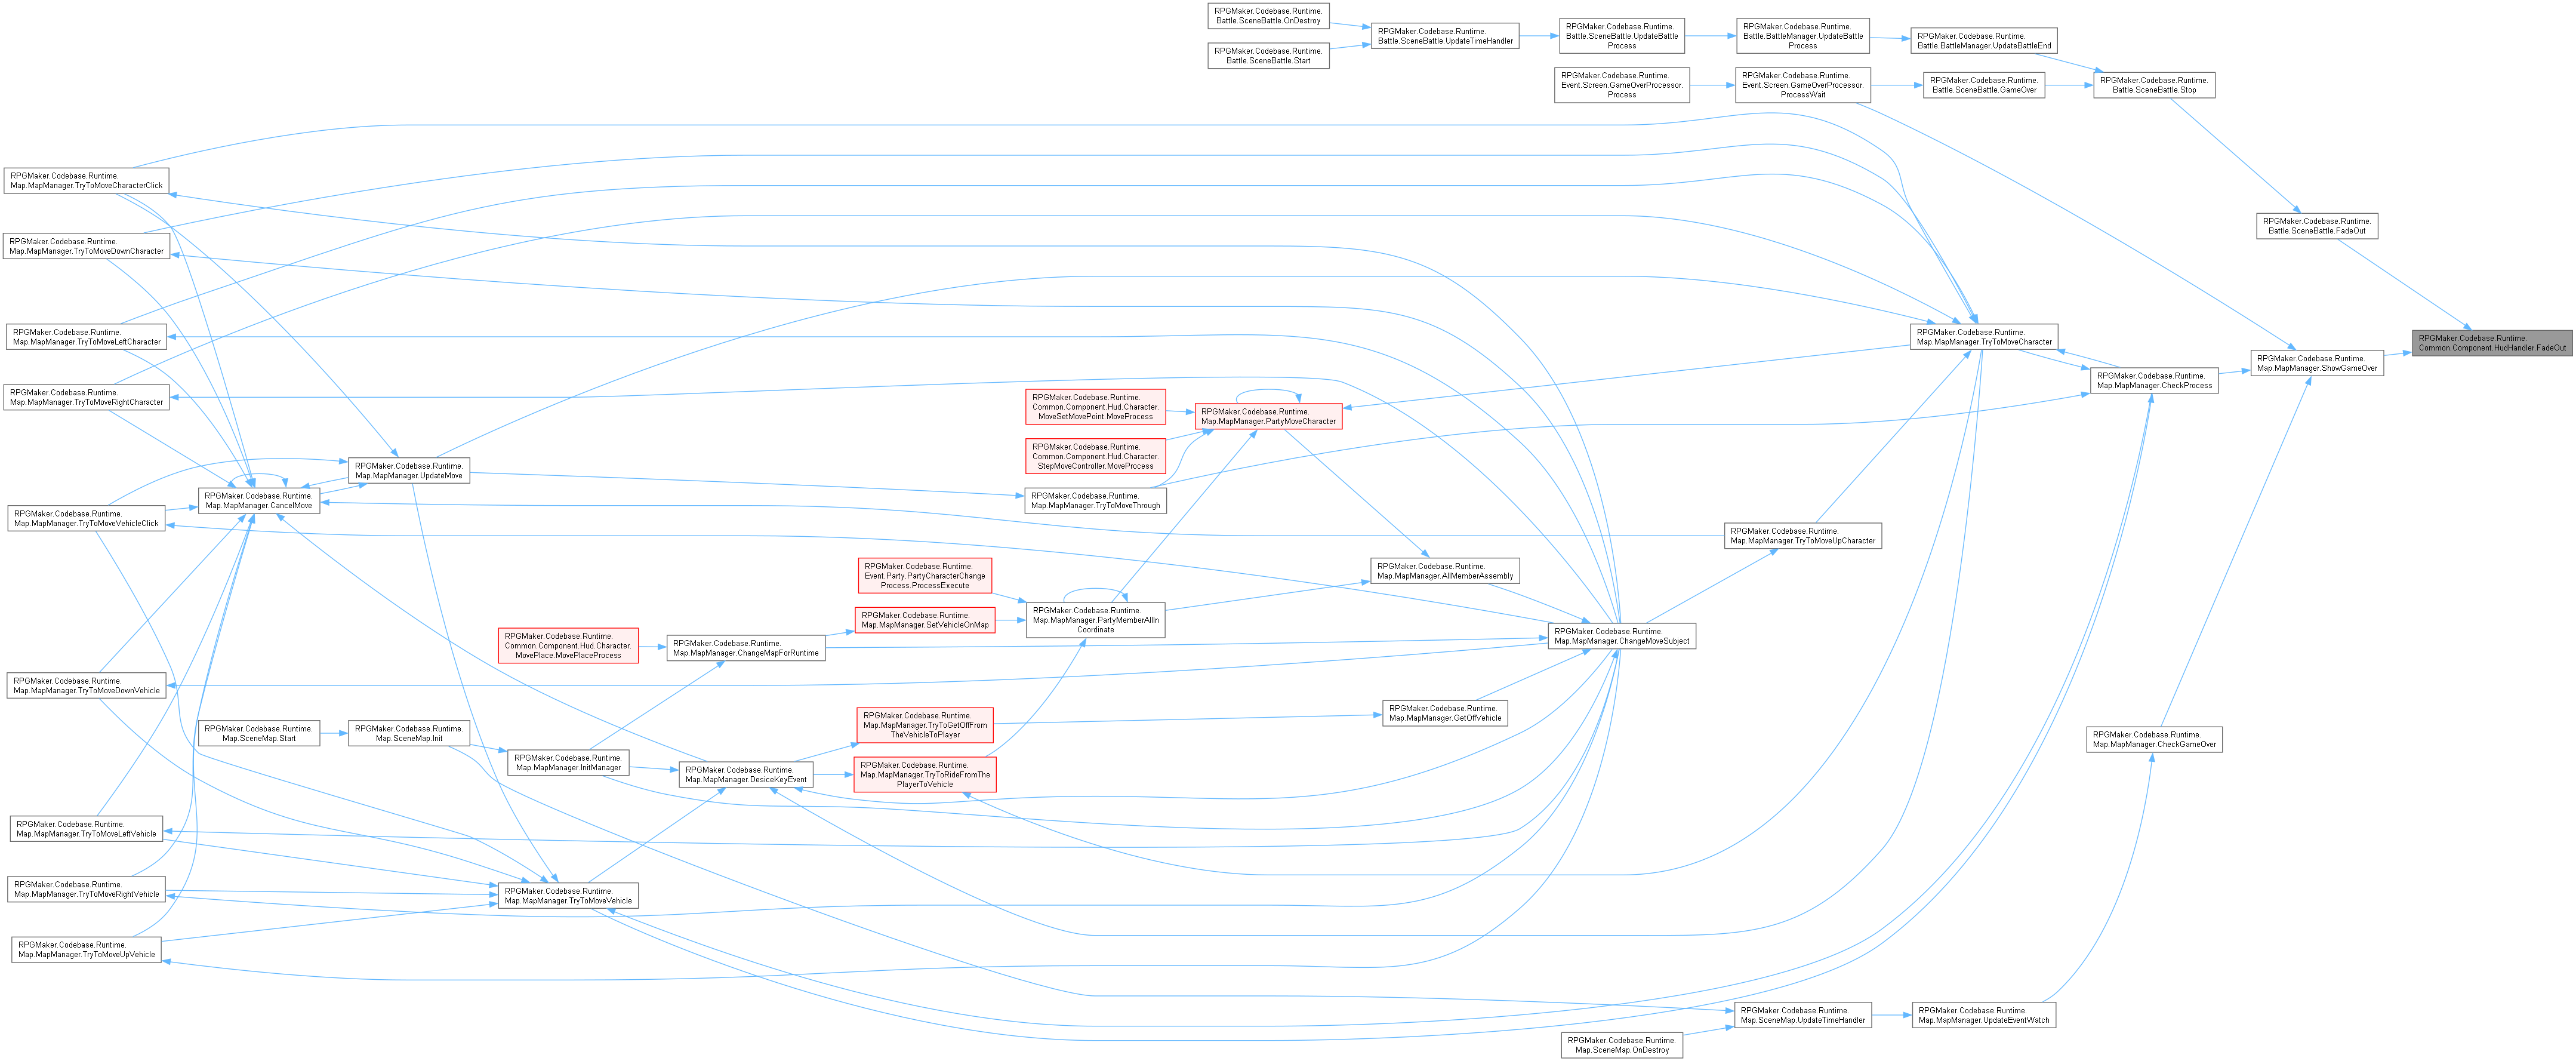 RPGMaker.Codebase.Runtime.
Battle.SceneBattle.OnDestroy
RPGMaker.Codebase.Runtime.
Battle.SceneBattle.Start
RPGMaker.Codebase.Runtime.
Battle.SceneBattle.UpdateTimeHandler
RPGMaker.Codebase.Runtime.
Battle.SceneBattle.UpdateBattle
Process
RPGMaker.Codebase.Runtime.
Battle.BattleManager.UpdateBattle
Process
RPGMaker.Codebase.Runtime.
Battle.BattleManager.UpdateBattleEnd
RPGMaker.Codebase.Runtime.
Event.Screen.GameOverProcessor.
Process
RPGMaker.Codebase.Runtime.
Event.Screen.GameOverProcessor.
ProcessWait
RPGMaker.Codebase.Runtime.
Battle.SceneBattle.GameOver
RPGMaker.Codebase.Runtime.
Battle.SceneBattle.Stop
RPGMaker.Codebase.Runtime.
Map.MapManager.TryToMoveCharacterClick
RPGMaker.Codebase.Runtime.
Battle.SceneBattle.FadeOut
RPGMaker.Codebase.Runtime.
Map.MapManager.TryToMoveDownCharacter
RPGMaker.Codebase.Runtime.
Map.MapManager.TryToMoveLeftCharacter
RPGMaker.Codebase.Runtime.
Map.MapManager.TryToMoveCharacter
RPGMaker.Codebase.Runtime.
Common.Component.HudHandler.FadeOut
RPGMaker.Codebase.Runtime.
Map.MapManager.ShowGameOver
RPGMaker.Codebase.Runtime.
Map.MapManager.CheckProcess
RPGMaker.Codebase.Runtime.
Map.MapManager.TryToMoveRightCharacter
RPGMaker.Codebase.Runtime.
Common.Component.Hud.Character.
MoveSetMovePoint.MoveProcess
RPGMaker.Codebase.Runtime.
Map.MapManager.PartyMoveCharacter
RPGMaker.Codebase.Runtime.
Common.Component.Hud.Character.
StepMoveController.MoveProcess
RPGMaker.Codebase.Runtime.
Map.MapManager.UpdateMove
RPGMaker.Codebase.Runtime.
Map.MapManager.CancelMove
RPGMaker.Codebase.Runtime.
Map.MapManager.TryToMoveThrough
RPGMaker.Codebase.Runtime.
Map.MapManager.TryToMoveVehicleClick
RPGMaker.Codebase.Runtime.
Map.MapManager.TryToMoveUpCharacter
RPGMaker.Codebase.Runtime.
Event.Party.PartyCharacterChange
Process.ProcessExecute
RPGMaker.Codebase.Runtime.
Map.MapManager.AllMemberAssembly
RPGMaker.Codebase.Runtime.
Map.MapManager.SetVehicleOnMap
RPGMaker.Codebase.Runtime.
Map.MapManager.PartyMemberAllIn
Coordinate
RPGMaker.Codebase.Runtime.
Common.Component.Hud.Character.
MovePlace.MovePlaceProcess
RPGMaker.Codebase.Runtime.
Map.MapManager.ChangeMapForRuntime
RPGMaker.Codebase.Runtime.
Map.MapManager.ChangeMoveSubject
RPGMaker.Codebase.Runtime.
Map.MapManager.TryToMoveDownVehicle
RPGMaker.Codebase.Runtime.
Map.SceneMap.Start
RPGMaker.Codebase.Runtime.
Map.SceneMap.Init
RPGMaker.Codebase.Runtime.
Map.MapManager.TryToGetOffFrom
TheVehicleToPlayer
RPGMaker.Codebase.Runtime.
Map.MapManager.GetOffVehicle
RPGMaker.Codebase.Runtime.
Map.MapManager.CheckGameOver
RPGMaker.Codebase.Runtime.
Map.MapManager.InitManager
RPGMaker.Codebase.Runtime.
Map.MapManager.DesiceKeyEvent
RPGMaker.Codebase.Runtime.
Map.MapManager.TryToRideFromThe
PlayerToVehicle
RPGMaker.Codebase.Runtime.
Map.MapManager.TryToMoveLeftVehicle
RPGMaker.Codebase.Runtime.
Map.MapManager.TryToMoveRightVehicle
RPGMaker.Codebase.Runtime.
Map.MapManager.TryToMoveVehicle
RPGMaker.Codebase.Runtime.
Map.MapManager.TryToMoveUpVehicle
RPGMaker.Codebase.Runtime.
Map.SceneMap.UpdateTimeHandler
RPGMaker.Codebase.Runtime.
Map.MapManager.UpdateEventWatch
RPGMaker.Codebase.Runtime.
Map.SceneMap.OnDestroy